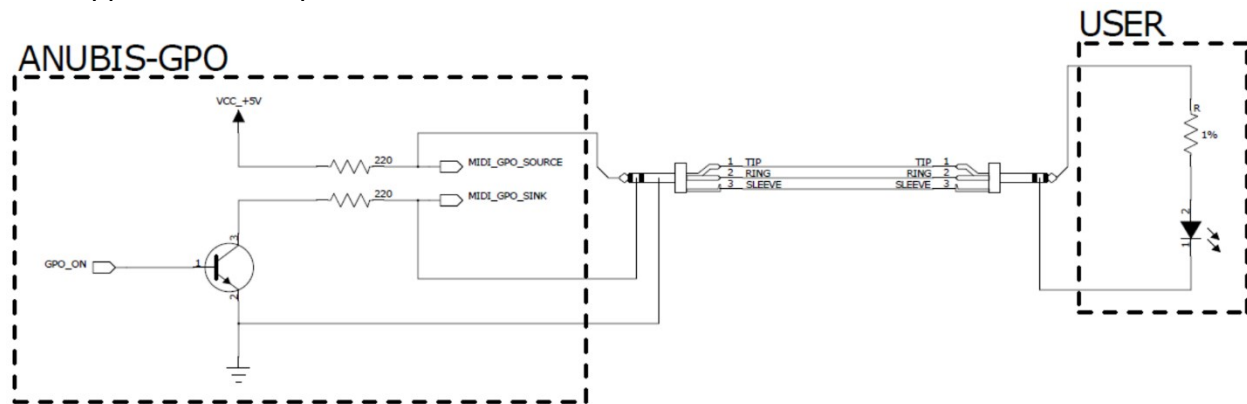 USER
ANUBIS-GPO
VCC_+5V
220
MIDI_GPO_SOURCE
220
MIDI_GPO_SINK
3
GPO_ON
1
2
1 TIP
2 RING
3 SLEEVE
TIP 1
RING 2
SLEEVE 3
R
1%
2
1